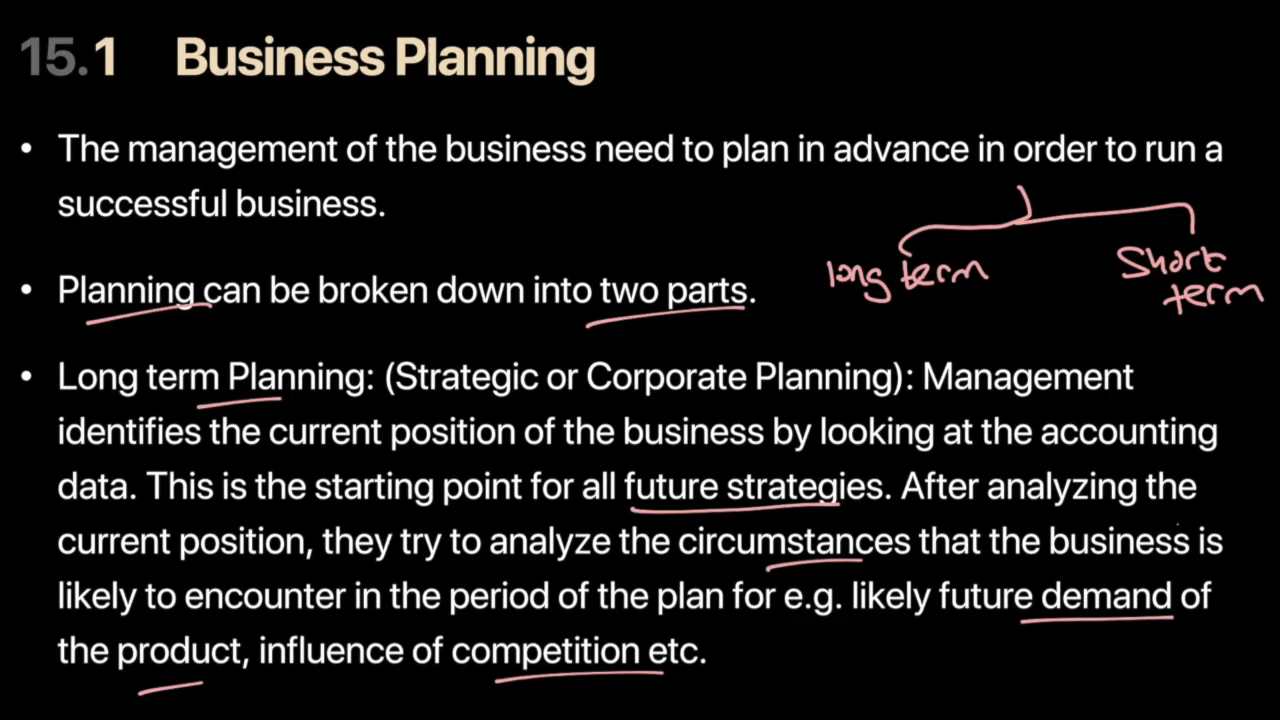 15.1 Business Planning
• The management of the business need to plan in advance in order to run a
successful business.
long term
Short
term
• Planning can be broken down into two parts.
• Long term Planning: (Strategic or Corporate Planning): Management
identifies the current position of the business by looking at the accounting
data. This is the starting point for all future strategies. After analyzing the
current position, they try to analyze the circumstances that the business is
likely to encounter in the period of the plan for e.g. likely future demand of
the product, influence of competition etc.